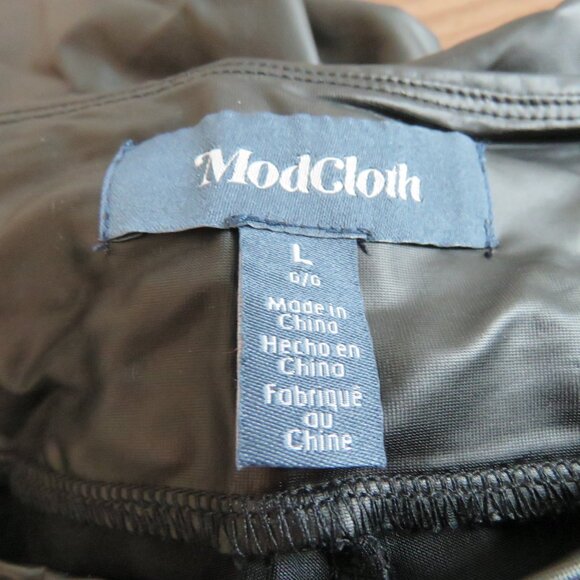 ModCloth
L
G/G
Made in
China
Hecho en
China
Fabriqué
au
Chine